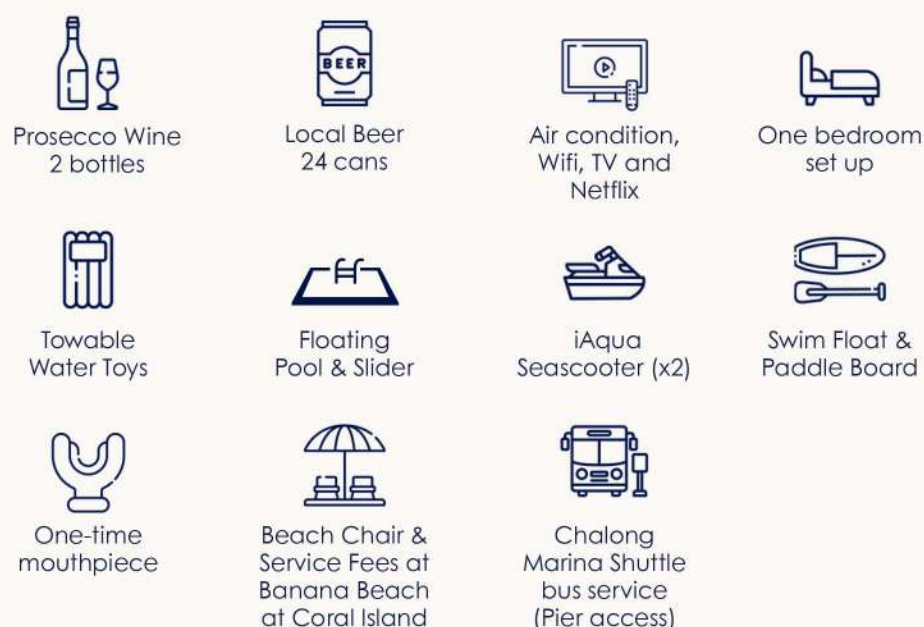 BEER
Prosecco Wine
2 bottles
Local Beer
24 cans
Air condition,
Wifi, TV and
Netflix
One bedroom
set up
Towable
Water Toys
Floating
Pool & Slider
iAqua
Seascooter (x2)
Swim Float &
Paddle Board
One-time
mouthpiece
Beach Chair &
Service Fees at
Banana Beach
at Coral Island
Chalong
Marina Shuttle
bus service
(Pier access)